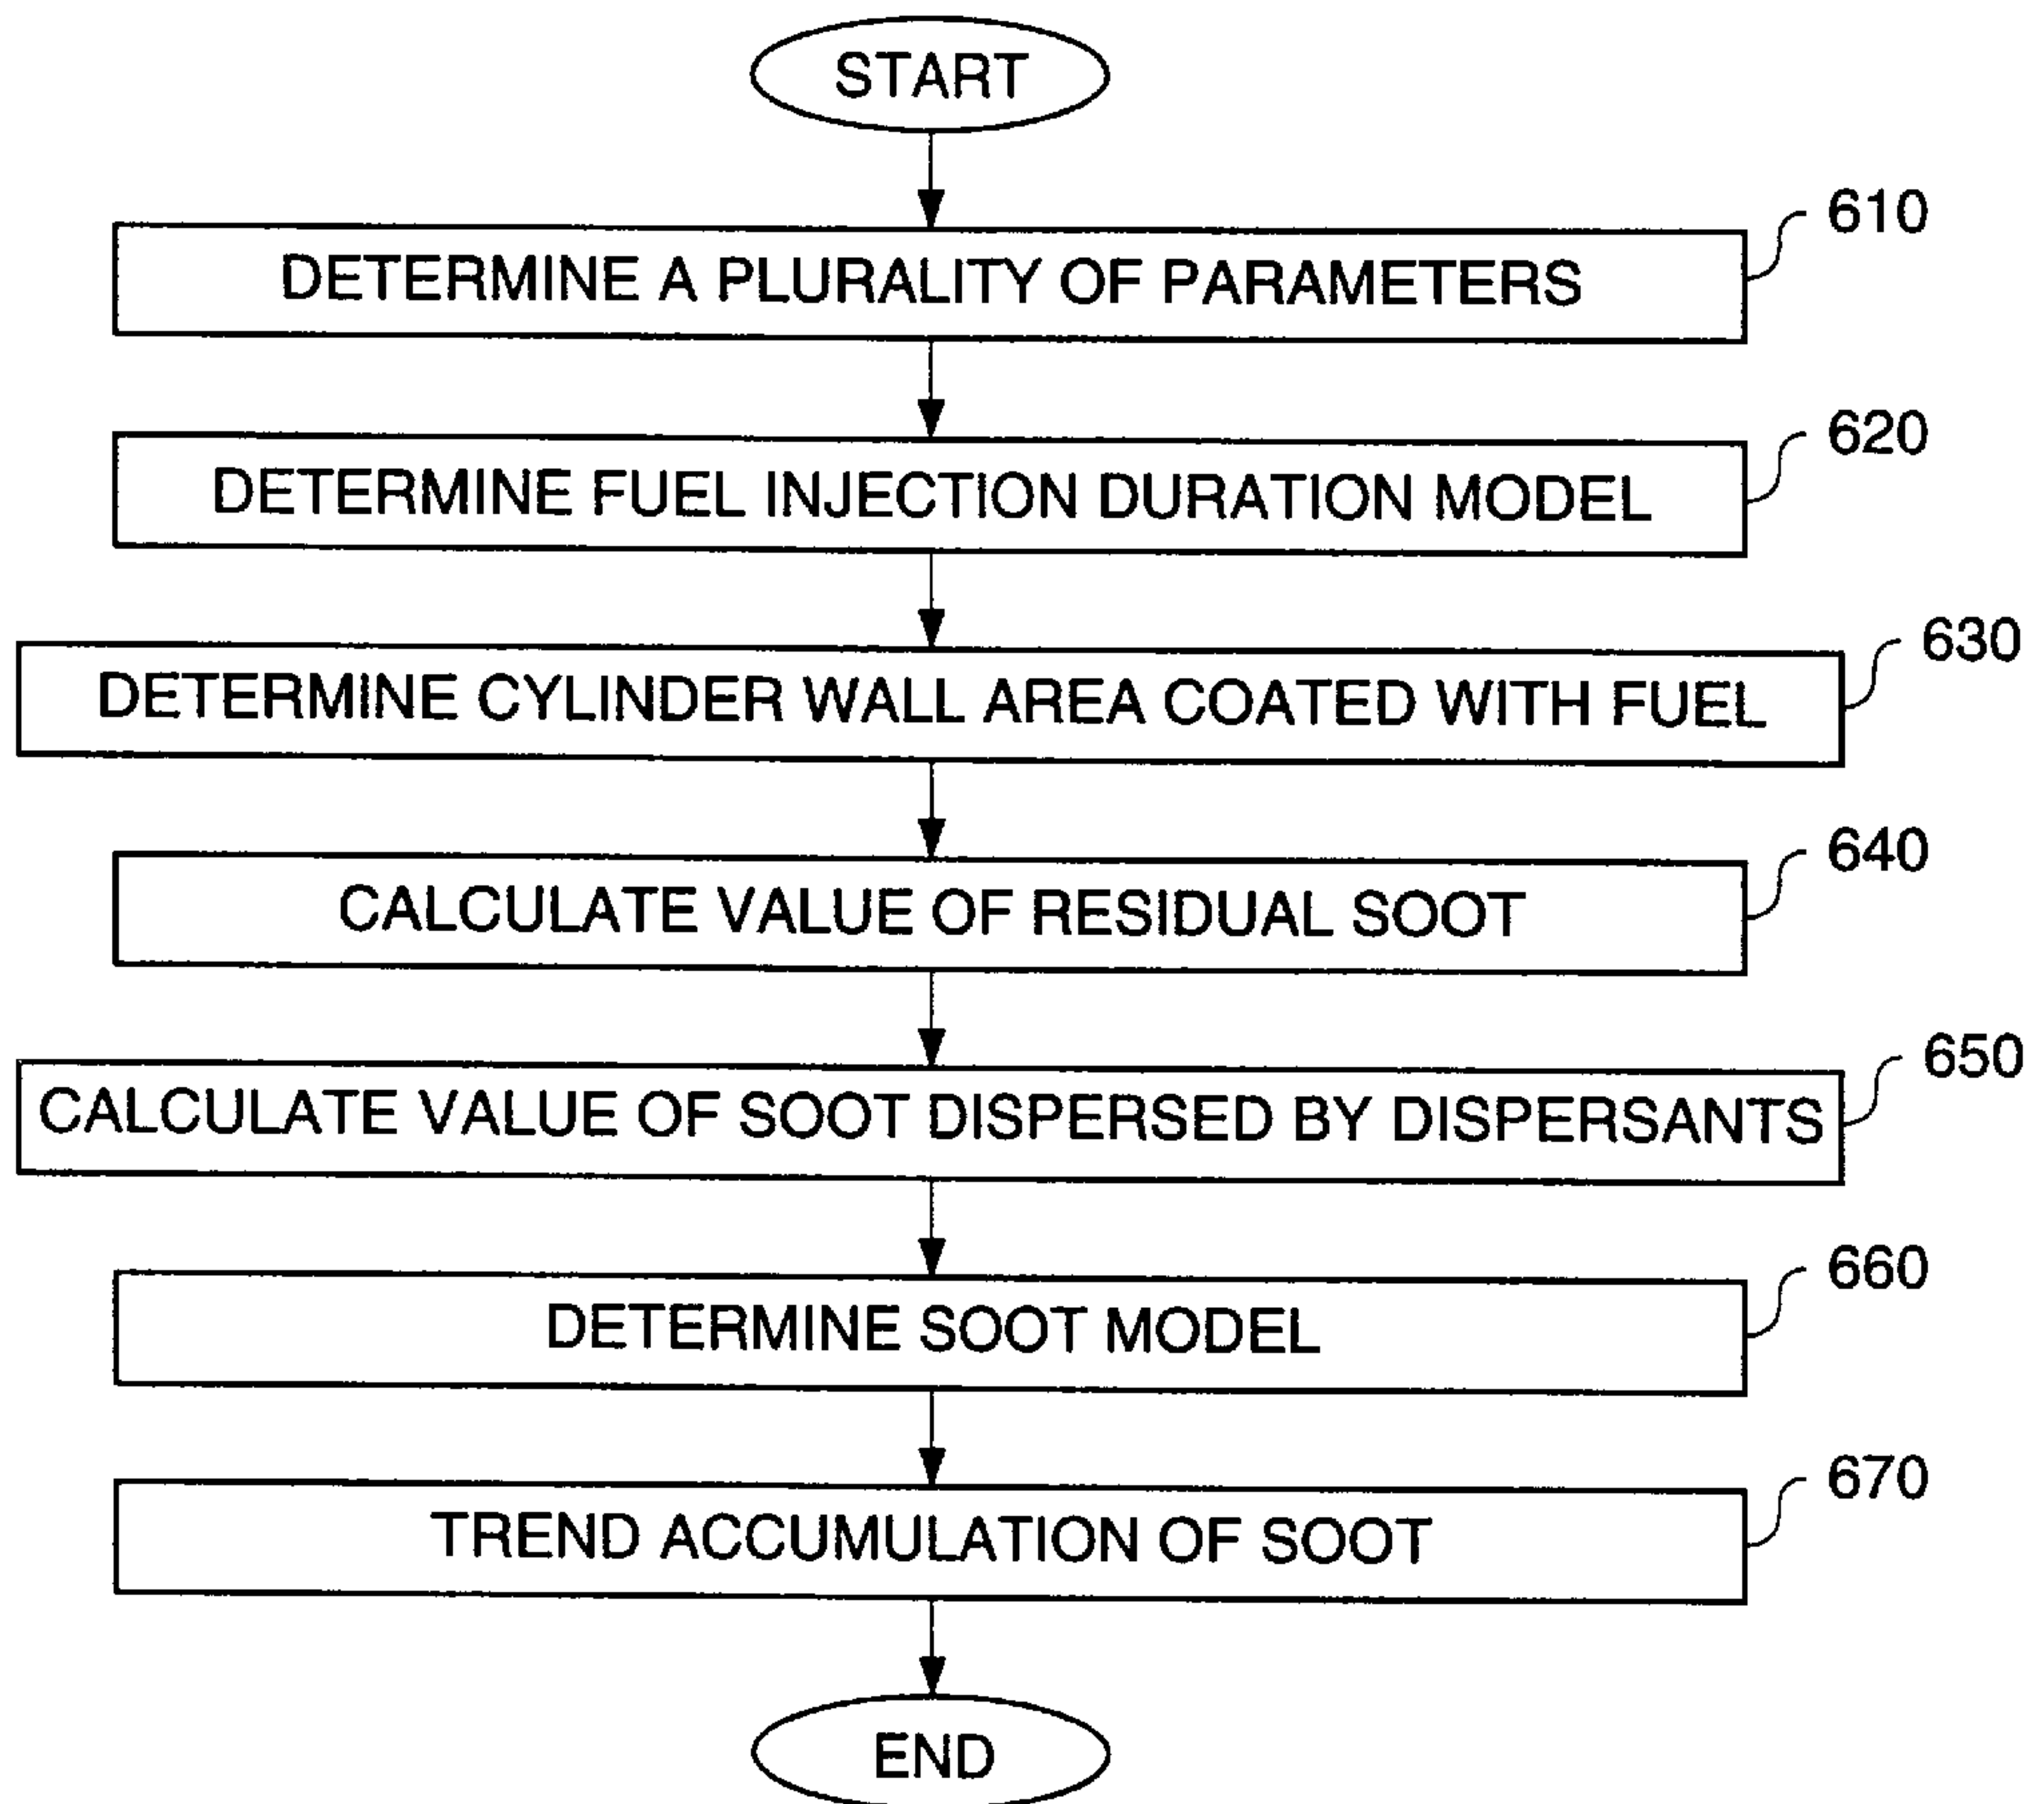 START
610
DETERMINE A PLURALITY OF PARAMETERS
620
DETERMINE FUEL INJECTION DURATION MODEL
630
DETERMINE CYLINDER WALL AREA COATED WITH FUEL
640
CALCULATE VALUE OF RESIDUAL SOOT
650
CALCULATE VALUE OF SOOT DISPERSED BY DISPERSANTS
660
DETERMINE SOOT MODEL
670
TREND ACCUMULATION OF SOOT
END